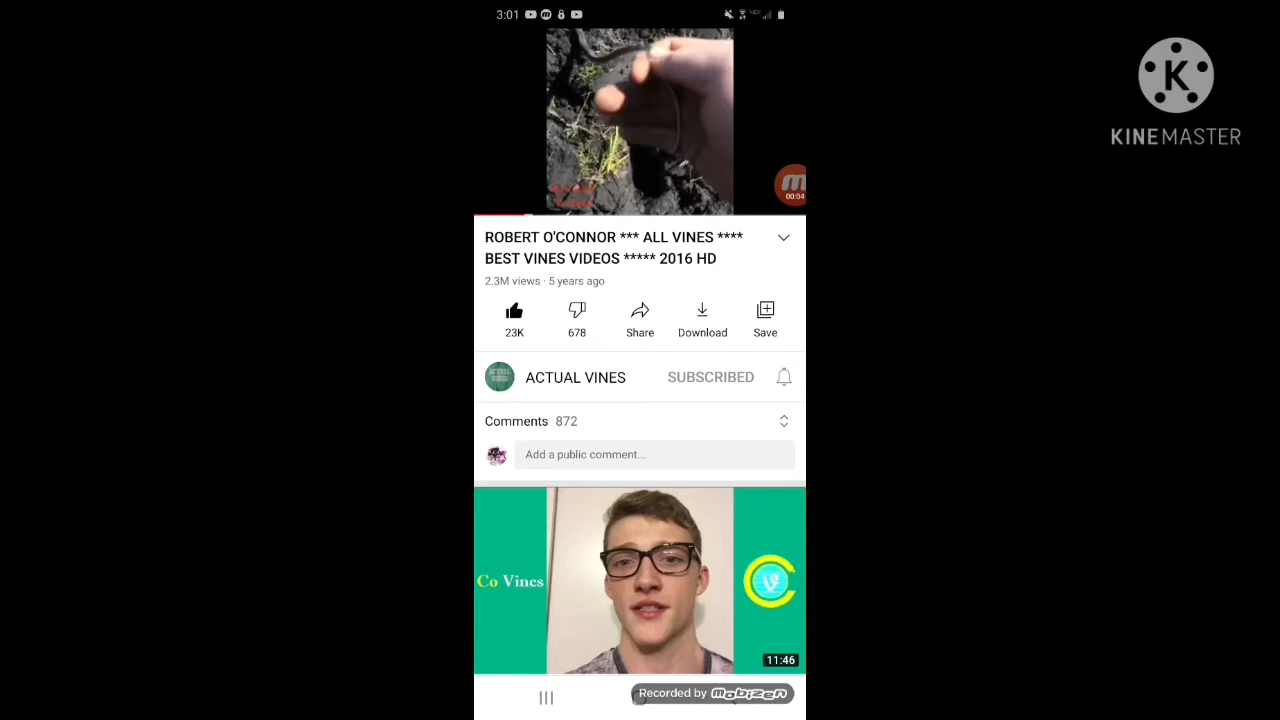 3:01
KINEMASTER
00:04
ROBERT O'CONNOR *** ALL VINES ****
BEST VINES VIDEOS ***** 2016 HD
2.3M views · 5 years ago
23K
678
Share
Download
Save
ACTUAL VINES
SUBSCRIBED
Comments 872
Add a public comment...
Co Vines
11:46
Recorded by mobizen